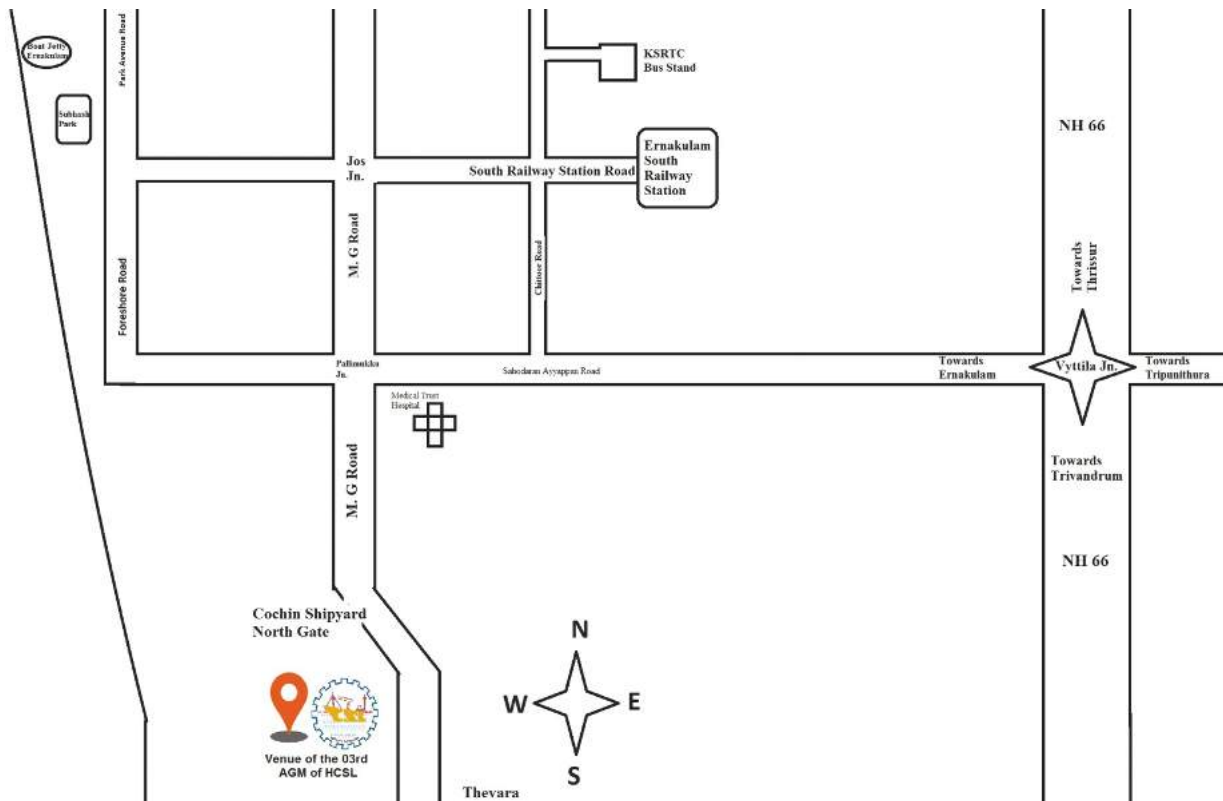 Boat Jetty
Ernakulam
Park Avenue Road
KSRTC
Bus Stand
Subhash
Park
NH 66
Jos
Jn.
South Railway Station Road
Ernakulam
South
Railway
Station
M. G Road
Chittoor Road
Foreshore Road
Towards
Thrissur
Pallimukku
Jn.
Sahodaran Ayyappan Road
Towards
Ernakulam
Vyttila Jn.
Towards
Tripunithura
Medical Trust
Hospital
M. G Road
Towards
Trivandrum
NH 66
Cochin Shipyard
North Gate
N
W
E
S
Venue of the 03rd
AGM of HCSL
Thevara